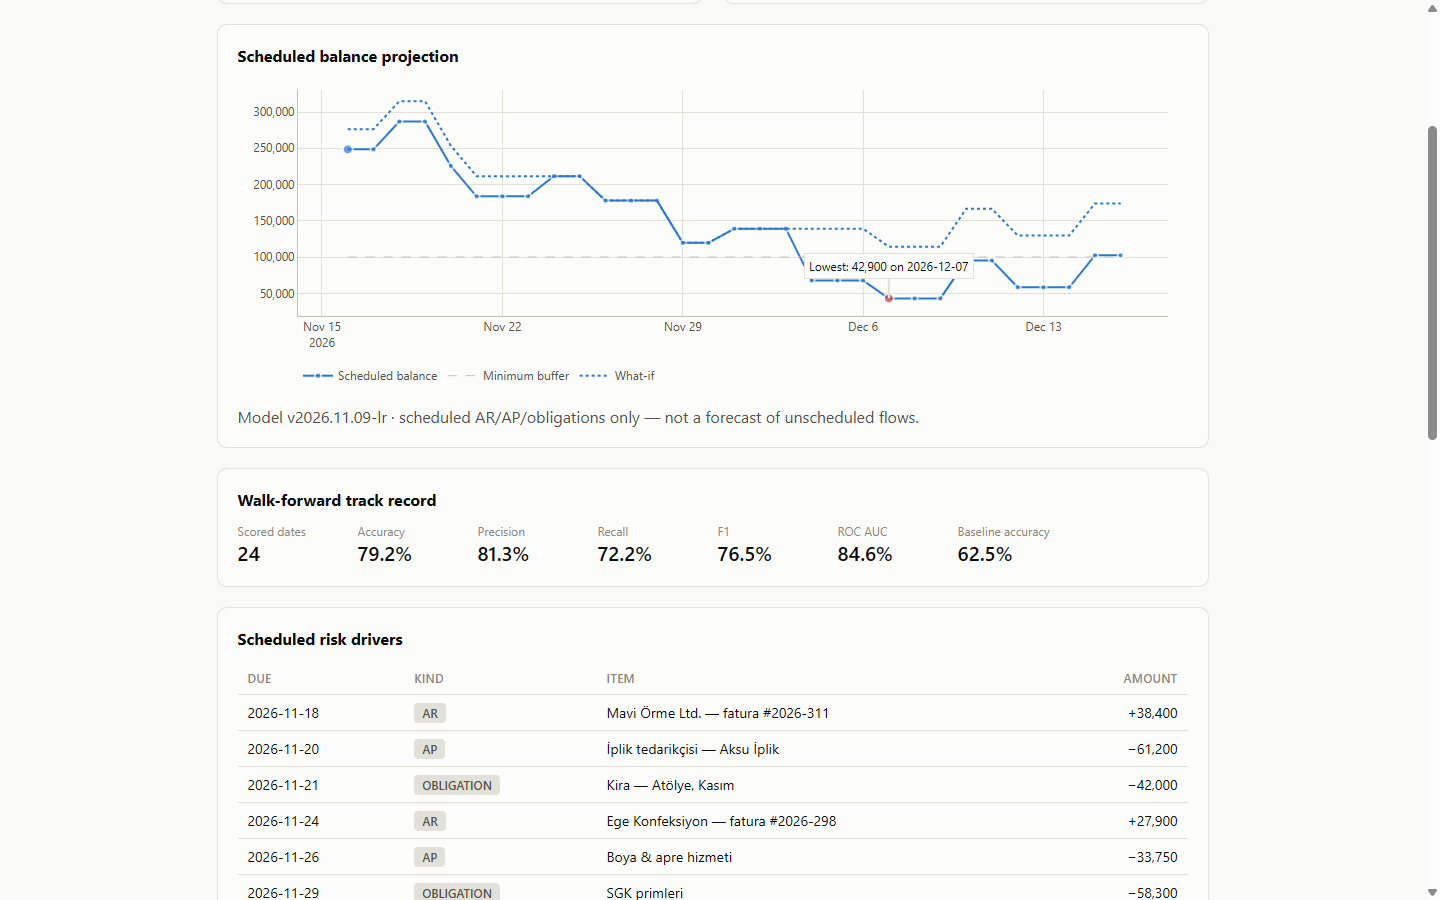 Scheduled balance projection
300,000
250,000
200,000
150,000
100,000
50,000
Lowest: 42,900 on 2026-12-07
Nov 15 Nov 22 Nov 29 Dec 6 Dec 13
2026
Scheduled balance Minimum buffer What-if
Model v2026.11.09-lr · scheduled AR/AP/obligations only — not a forecast of unscheduled flows.
Walk-forward track record
Scored dates Accuracy Precision Recall F1 ROC AUC Baseline accuracy
24 79.2% 81.3% 72.2% 76.5% 84.6% 62.5%
Scheduled risk drivers
DUE KIND ITEM AMOUNT
2026-11-18 AR Mavi Örme Ltd. — fatura #2026-311 +38,400
2026-11-20 AP İplik tedarikçisi — Aksu İplik −61,200
2026-11-21 OBLIGATION Kira — Atölye, Kasım −42,000
2026-11-24 AR Ege Konfeksiyon — fatura #2026-298 +27,900
2026-11-26 AP Boya & apre hizmeti −33,750
2026-11-29 OBLIGATION SGK primleri −58,300